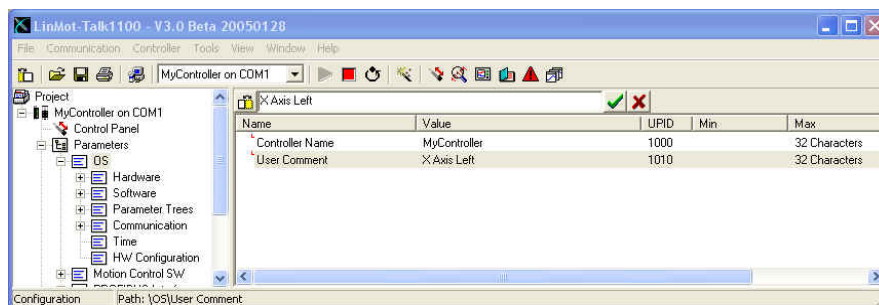 LinMot-Talk1100 - V3.0 Beta 20050128
File Communication Controller Tools View Window Help
MyController on COM1
Project
MyController on COM1
Control Panel
Parameters
OS
Hardware
Software
Parameter Trees
Communication
Time
HW Configuration
Motion Control SW
X Axis Left
Name Value UPID Min Max
Controller Name MyController 1000 32 Characters
User Comment X Axis Left 1010 32 Characters
Configuration Path: \OS\User Comment